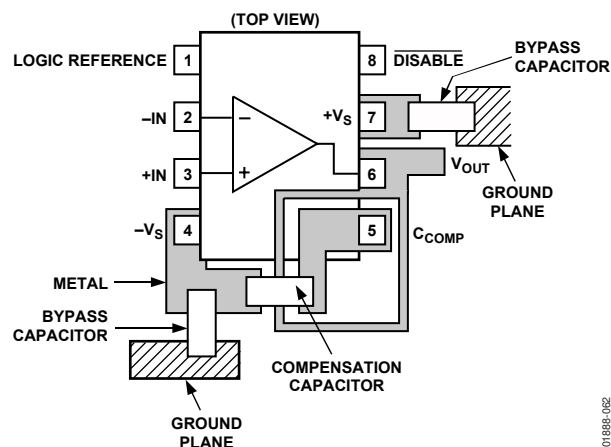 (TOP VIEW)
LOGIC REFERENCE 1
8 DISABLE
BYPASS
CAPACITOR
–IN 2
–
+VS 7
+IN 3
+
6
VOUT
GROUND
PLANE
–VS 4
5
CCOMP
METAL
BYPASS
CAPACITOR
COMPENSATION
CAPACITOR
GROUND
PLANE
01888-062